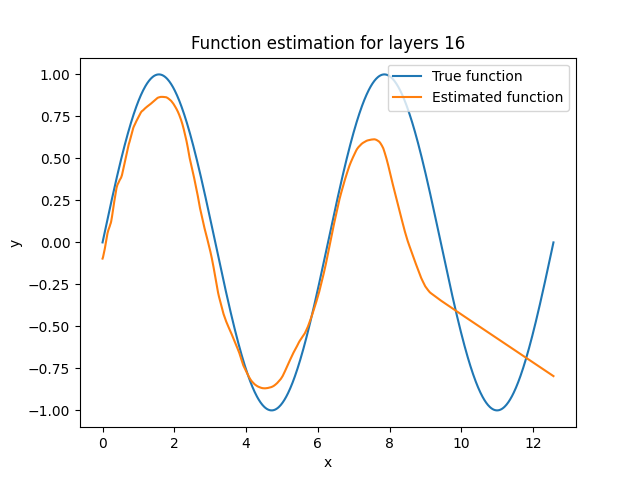 Function estimation for layers 16
True function
Estimated function
1.00
0.75
0.50
0.25
0.00
−0.25
−0.50
−0.75
−1.00
y
0 2 4 6 8 10 12
x